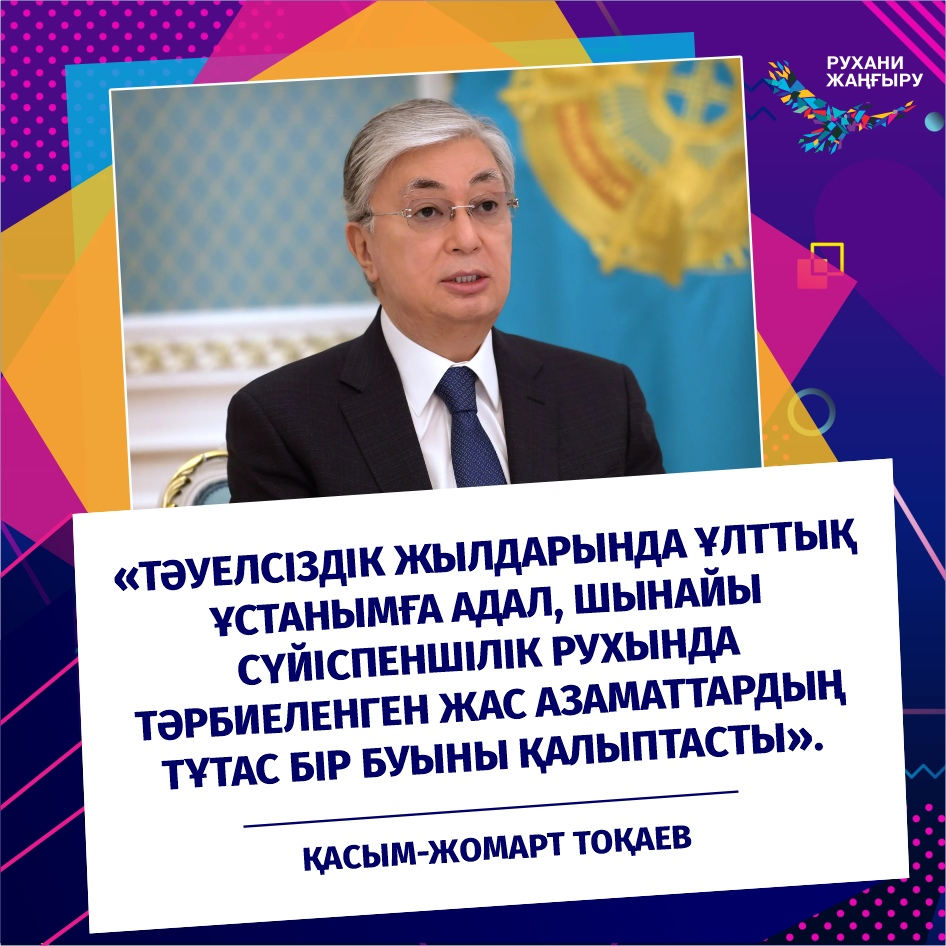 РУХАНИ
ЖАҢҒЫРУ
«ТӘУЕЛСІЗДІК ЖЫЛДАРЫНДА ҰЛТТЫҚ
ҰСТАНЫМҒА АДАЛ, ШЫНАЙЫ
СҮЙІСПЕНШІЛІК РУХЫНДА
ТӘРБИЕЛЕНГЕН ЖАС АЗАМАТТАРДЫҢ
ТҰТАС БІР БУЫНЫ ҚАЛЫПТАСТЫ».
ҚАСЫМ-ЖОМАРТ ТОҚАЕВ